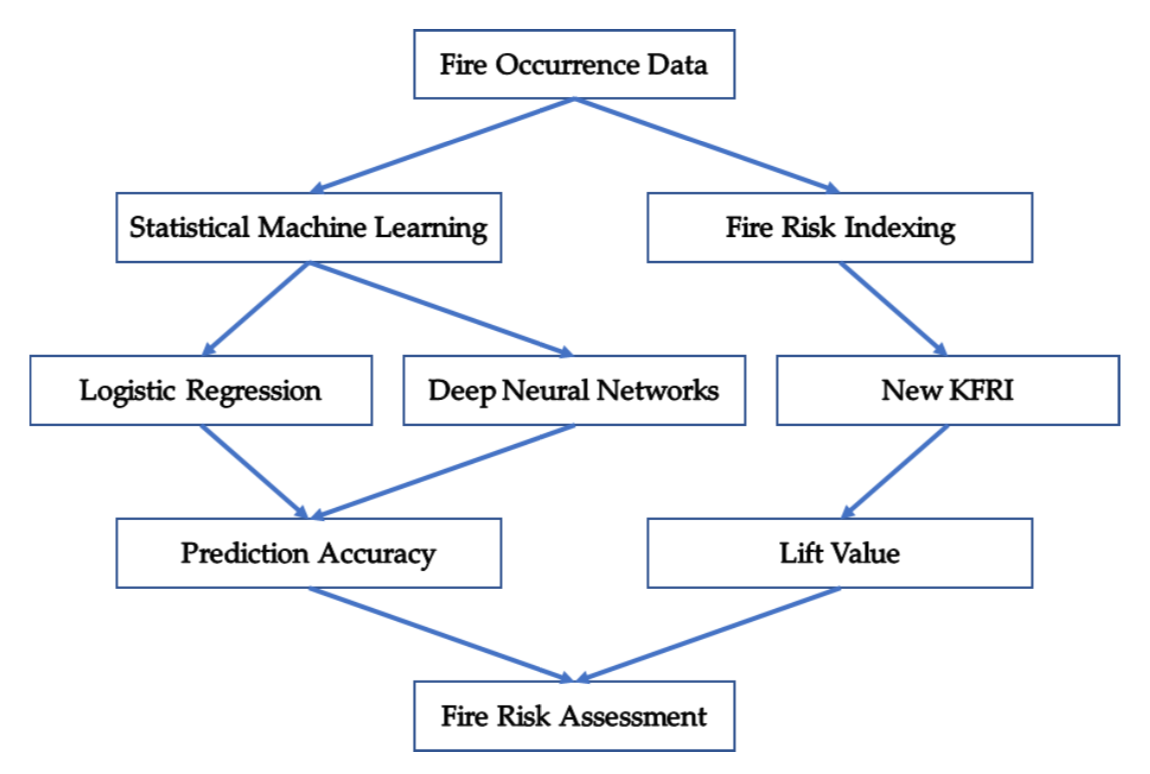 Fire Occurrence Data
Statistical Machine Learning
Fire Risk Indexing
Logistic Regression
Deep Neural Networks
New KFRI
Prediction Accuracy
Lift Value
Fire Risk Assessment